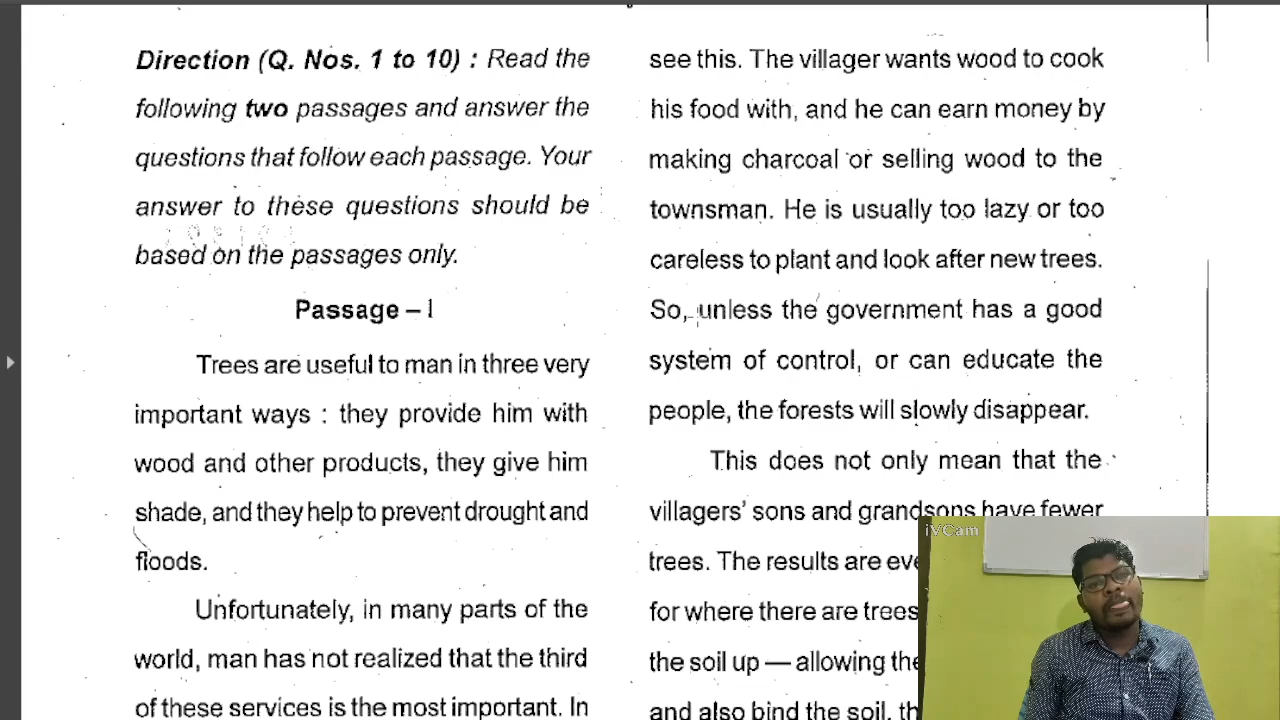 Direction (Q. Nos. 1 to 10) : Read the
following two passages and answer the
questions that follow each passage. Your
answer to these questions should be
based on the passages only.
Passage – I
Trees are useful to man in three very
important ways : they provide him with
wood and other products, they give him
shade, and they help to prevent drought and
floods.
Unfortunately, in many parts of the
world, man has not realized that the third
of these services is the most important. In
see this. The villager wants wood to cook
his food with, and he can earn money by
making charcoal or selling wood to the
townsman. He is usually too lazy or too
careless to plant and look after new trees.
So, unless the government has a good
system of control, or can educate the
people, the forests will slowly disappear.
This does not only mean that the
villagers' sons and grandsons have fewer
trees. The results are
for where there are trees
the soil up — allowing
and also bind the soil,
iVCam